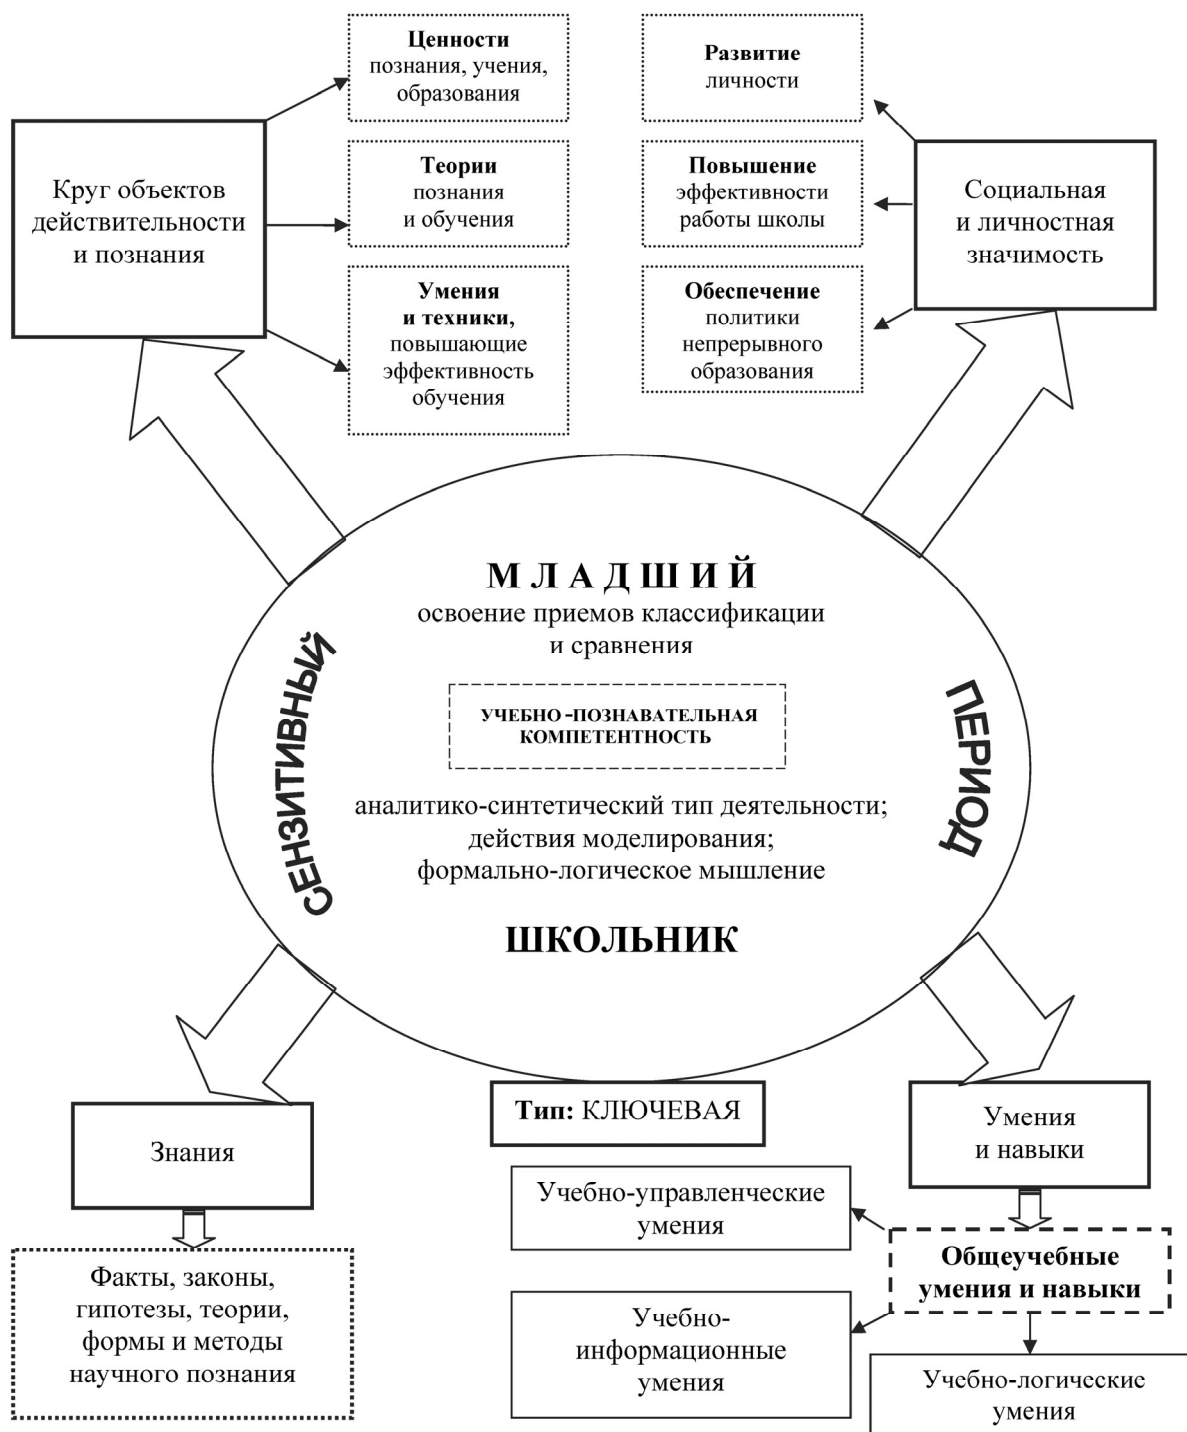 Ценности
познания, учения,
образования
Развитие
личности
Круг объектов
действительности
и познания
Теории
познания
и обучения
Повышение
эффективности
работы школы
Социальная
и личностная
значимость
Умения
и техники,
повышающие
эффективность
обучения
Обеспечение
политики
непрерывного
образования
МЛАДШИЙ
освоение приемов классификации
и сравнения
СЕНЗИТИВНЫЙ
ПЕРИОД
УЧЕБНО-ПОЗНАВАТЕЛЬНАЯ
КОМПЕТЕНТНОСТЬ
аналитико-синтетический тип деятельности;
действия моделирования;
формально-логическое мышление
ШКОЛЬНИК
Тип: КЛЮЧЕВАЯ
Знания
Умения
и навыки
Факты, законы,
гипотезы, теории,
формы и методы
научного познания
Учебно-управленческие
умения
Общеучебные
умения и навыки
Учебно-
информационные
умения
Учебно-логические
умения